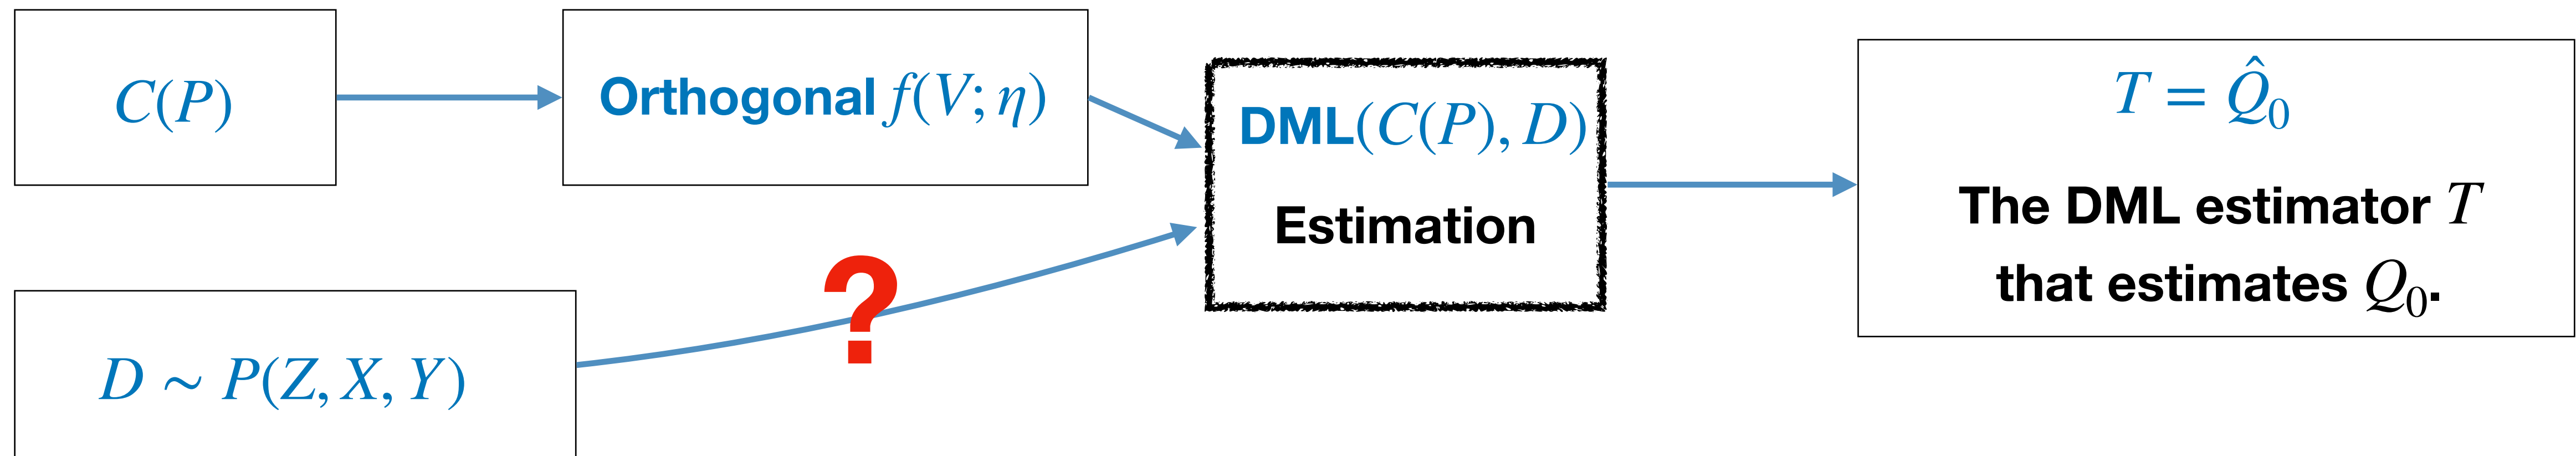 C(P)
Orthogonal f(V; η)
DML(C(P), D)
Estimation
T = Q̂₀
The DML estimator T
that estimates Q₀.
?
D ∼ P(Z, X, Y)